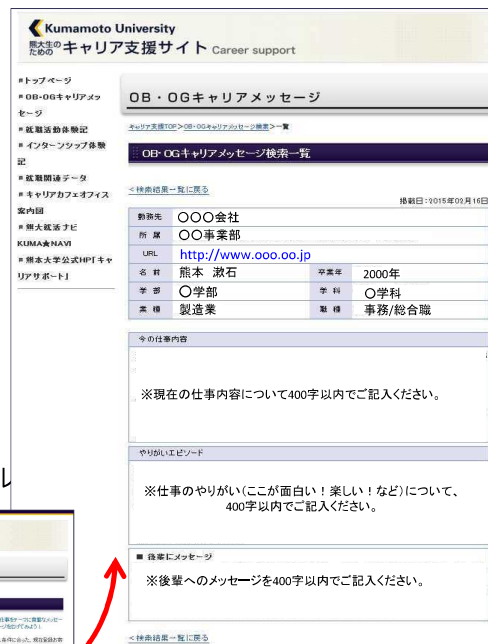 Kumamoto University
熊大生のためのキャリア支援サイト Career support
トップページ
OB・OGキャリアメッセージ
就職活動体験記
インターンシップ体験記
就職関連データ
キャリアカフェオフィス案内図
熊大就活ナビ
KUMA★NAVI
熊本大学公式HP「キャリアサポート」
OB・OGキャリアメッセージ
キャリア支援TOP>OB・OGキャリアメッセージ検索>一覧
OB・OGキャリアメッセージ検索一覧
<検索結果一覧に戻る
掲載日:2015年02月16日
勤務先 〇〇〇会社
所 属 〇〇事業部
URL http://www.ooo.oo.jp
名 前 熊本 漱石 卒業年 2000年
学 部 〇学部 学 科 〇学科
業 種 製造業 職 種 事務/総合職
今の仕事内容
※現在の仕事内容について400字以内でご記入ください。
やりがいエピソード
※仕事のやりがい(ここが面白い!楽しい!など)について、
400字以内でご記入ください。
■ 後輩にメッセージ
※後輩へのメッセージを400字以内でご記入ください。
<検索結果一覧に戻る